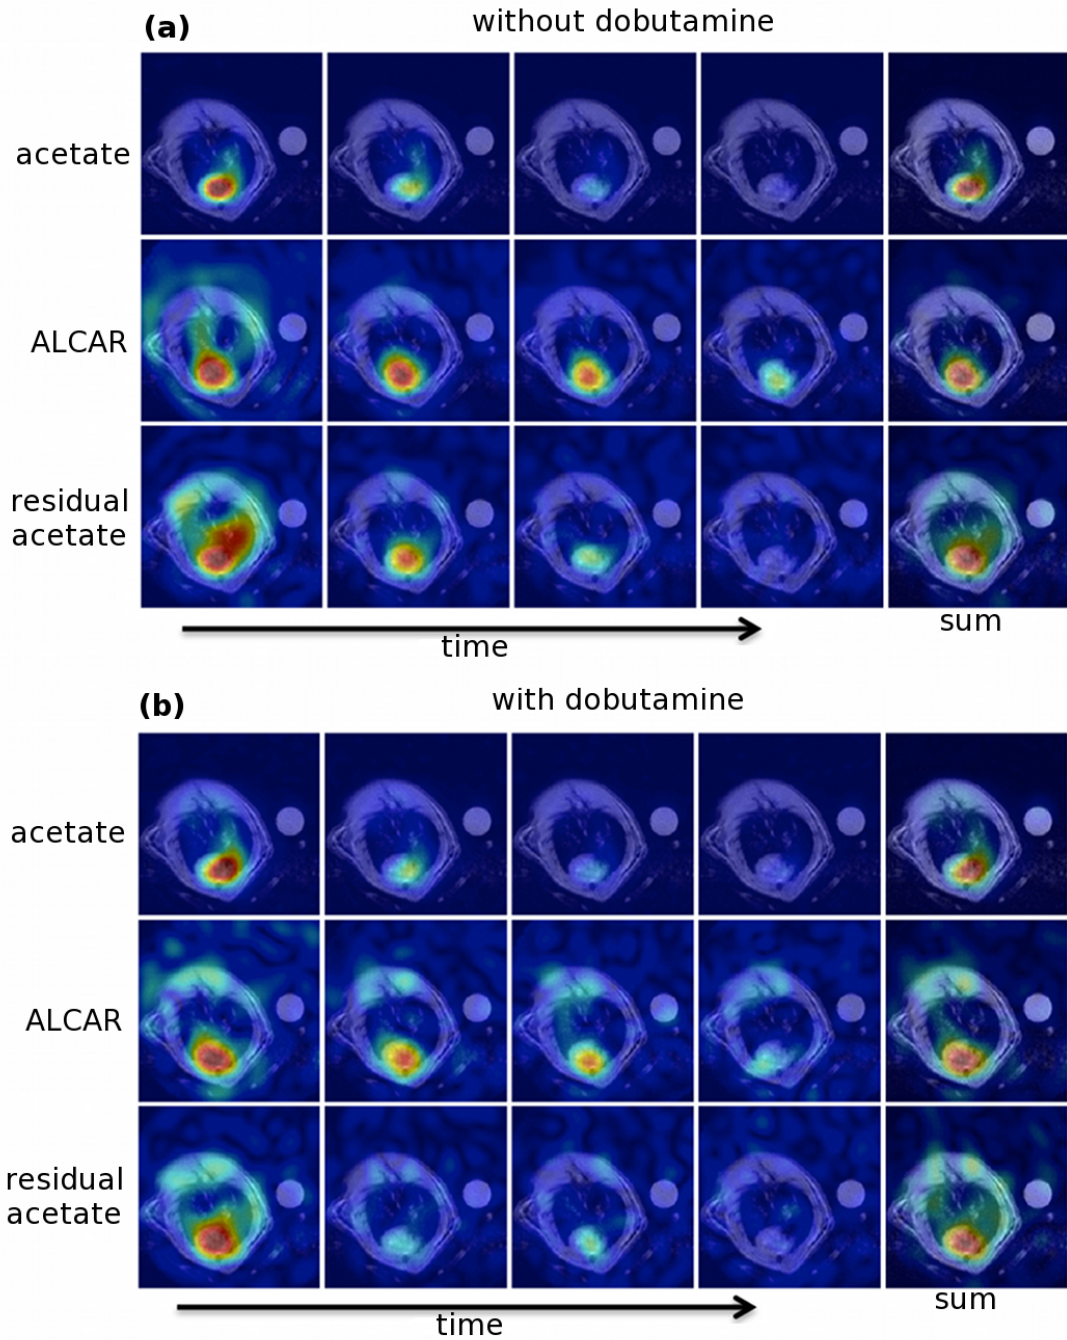 (a)
without dobutamine
acetate
ALCAR
residual
acetate
sum
time
(b)
with dobutamine
acetate
ALCAR
residual
acetate
sum
time